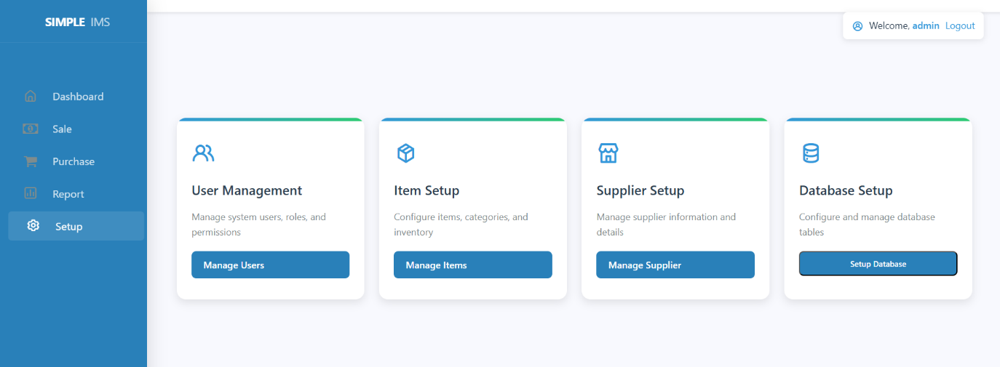 SIMPLE IMS
Welcome, admin Logout
Dashboard
Sale
Purchase
Report
Setup
User Management
Manage system users, roles, and
permissions
Manage Users
Item Setup
Configure items, categories, and
inventory
Manage Items
Supplier Setup
Manage supplier information and
details
Manage Supplier
Database Setup
Configure and manage database
tables
Setup Database